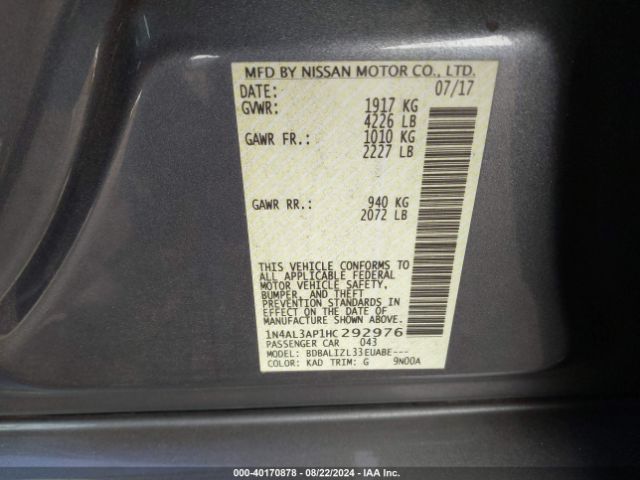 MFD BY NISSAN MOTOR CO., LTD.
DATE: 07/17
GVWR: 1917 KG
4226 LB
GAWR FR.: 1010 KG
2227 LB
GAWR RR.: 940 KG
2072 LB
THIS VEHICLE CONFORMS TO
ALL APPLICABLE FEDERAL
MOTOR VEHICLE SAFETY,
BUMPER, AND THEFT
PREVENTION STANDARDS IN
EFFECT ON THE DATE OF
MANUFACTURE SHOWN ABOVE.
1N4AL3AP1HC292976
PASSENGER CAR 043
MODEL: BDBALIZL33EUABE---
COLOR: KAD TRIM: G 9N00A
000-40170878 - 08/22/2024 - IAA Inc.